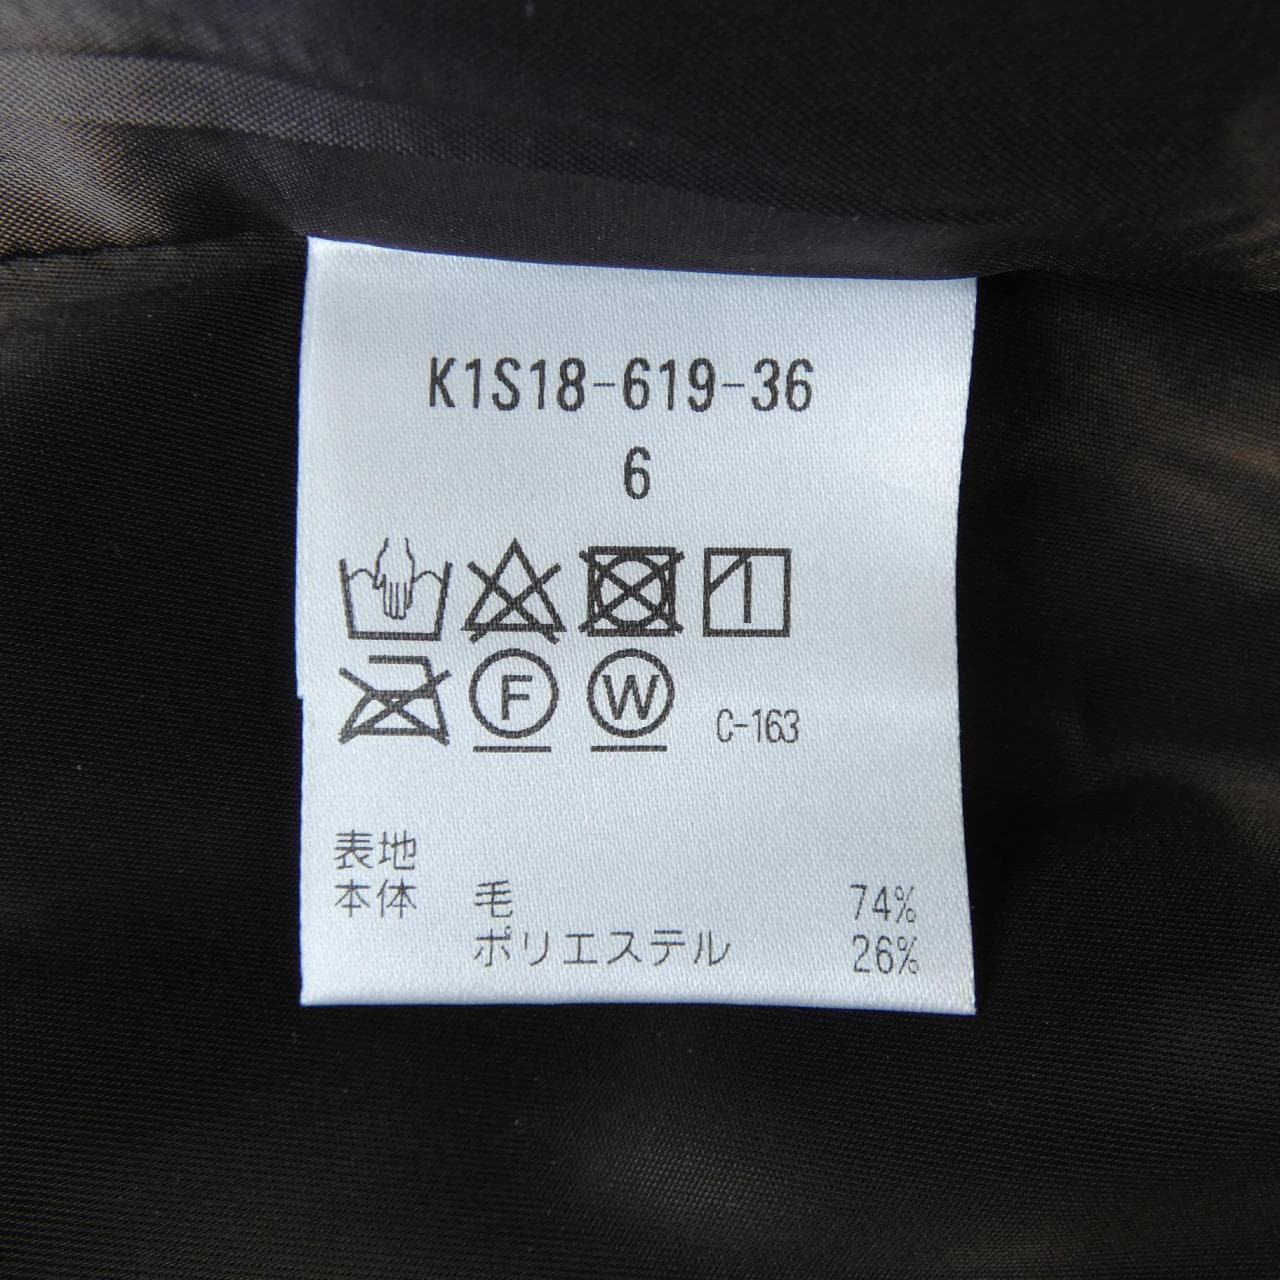 K1S18-619-36
6
F W C-163
表地
本体 毛 74%
ポリエステル 26%